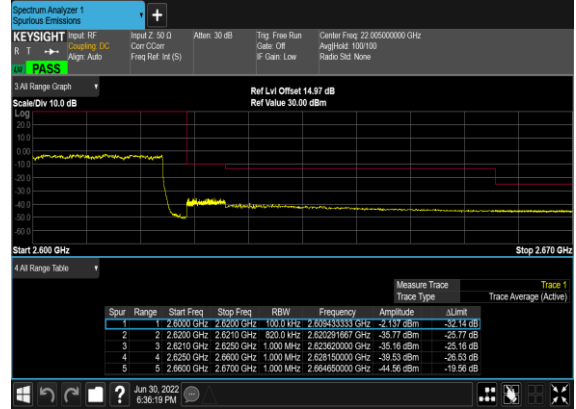 Spectrum Analyzer 1
Spurious Emissions
KEYSIGHT Input: RF Input Z: 50 Ω Atten: 30 dB Trig: Free Run Center Freq: 22.005000000 GHz
R T Coupling: DC Corr CCorr Gate: Off Avg|Hold: 100/100
Align: Auto Freq Ref: Int (S) IF Gain: Low Radio Std: None
PASS
3 All Range Graph
Ref Lvl Offset 14.97 dB
Scale/Div 10.0 dB Ref Value 30.00 dBm
Log
20.0
10.0
0.00
-10.0
-20.0
-30.0
-40.0
-50.0
-60.0
Start 2.600 GHz Stop 2.670 GHz
4 All Range Table
Measure Trace Trace 1
Trace Type Trace Average (Active)
Spur Range Start Freq Stop Freq RBW Frequency Amplitude ΔLimit
1 1 2.6000 GHz 2.6200 GHz 100.0 kHz 2.609433333 GHz -2.137 dBm -32.14 dB
2 2 2.6200 GHz 2.6210 GHz 820.0 kHz 2.620291667 GHz -35.77 dBm -25.77 dB
3 3 2.6210 GHz 2.6250 GHz 1.000 MHz 2.623620000 GHz -35.16 dBm -25.16 dB
4 4 2.6250 GHz 2.6600 GHz 1.000 MHz 2.628150000 GHz -39.53 dBm -26.53 dB
5 5 2.6600 GHz 2.6700 GHz 1.000 MHz 2.664650000 GHz -44.56 dBm -19.56 dB
? Jun 30, 2022
6:36:19 PM